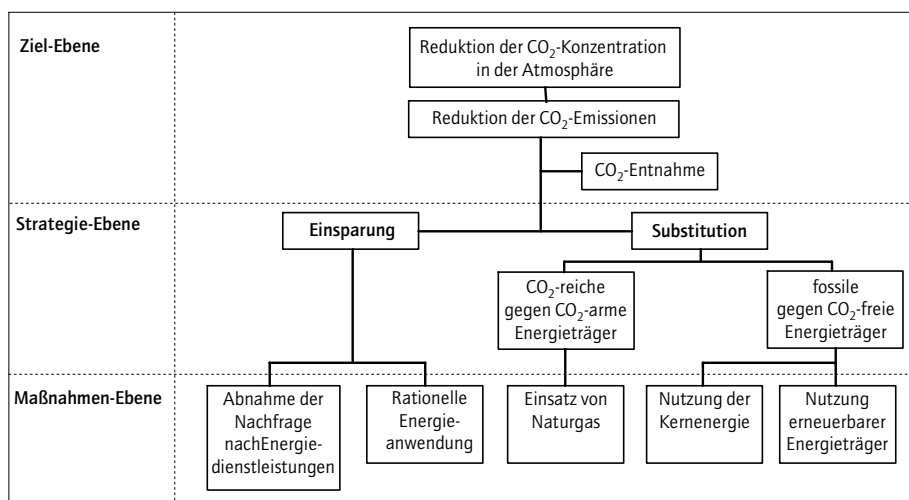 Ziel-Ebene
Reduktion der CO₂-Konzentration
in der Atmosphäre
Reduktion der CO₂-Emissionen
CO₂-Entnahme
Strategie-Ebene
Einsparung
Substitution
CO₂-reiche
gegen CO₂-arme
Energieträger
fossile
gegen CO₂-freie
Energieträger
Maßnahmen-Ebene
Abnahme der
Nachfrage
nachEnergie-
dienstleistungen
Rationelle
Energie-
anwendung
Einsatz von
Naturgas
Nutzung der
Kernenergie
Nutzung
erneuerbarer
Energieträger